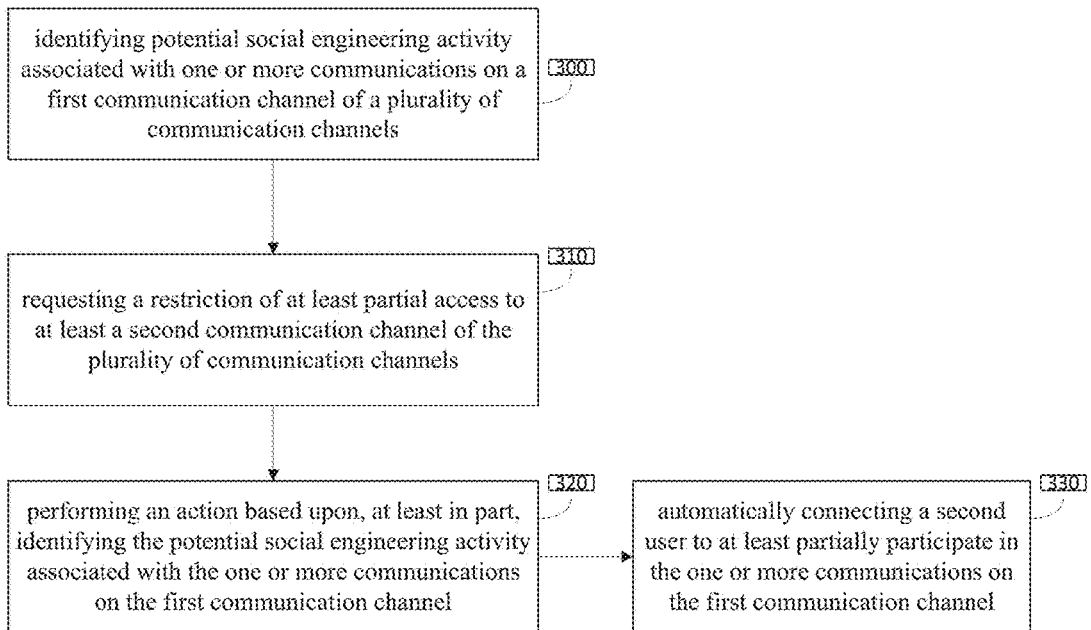 identifying potential social engineering activity
associated with one or more communications on a
first communication channel of a plurality of
communication channels
300
requesting a restriction of at least partial access to
at least a second communication channel of the
plurality of communication channels
310
performing an action based upon, at least in part,
identifying the potential social engineering activity
associated with the one or more communications
on the first communication channel
320
automatically connecting a second
user to at least partially participate in
the one or more communications on
the first communication channel
330